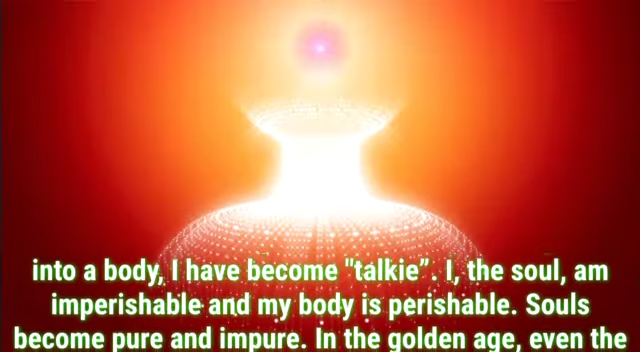 into a body, I have become "talkie”. I, the soul, am
imperishable and my body is perishable. Souls
become pure and impure. In the golden age, even the